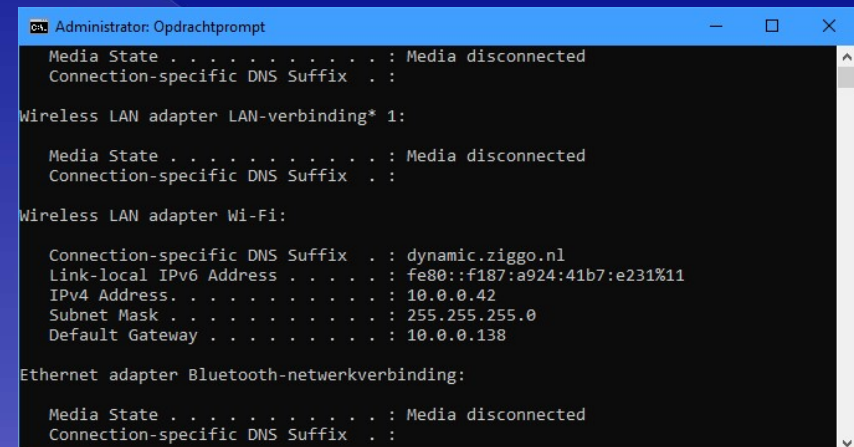 Administrator: Opdrachtprompt
Media State . . . . . . . . . . . : Media disconnected
Connection-specific DNS Suffix  . :
Wireless LAN adapter LAN-verbinding* 1:
Media State . . . . . . . . . . . : Media disconnected
Connection-specific DNS Suffix  . :
Wireless LAN adapter Wi-Fi:
Connection-specific DNS Suffix  . : dynamic.ziggo.nl
Link-local IPv6 Address . . . . . : fe80::f187:a924:41b7:e231%11
IPv4 Address. . . . . . . . . . . : 10.0.0.42
Subnet Mask . . . . . . . . . . . : 255.255.255.0
Default Gateway . . . . . . . . . : 10.0.0.138
Ethernet adapter Bluetooth-netwerkverbinding:
Media State . . . . . . . . . . . : Media disconnected
Connection-specific DNS Suffix  . :